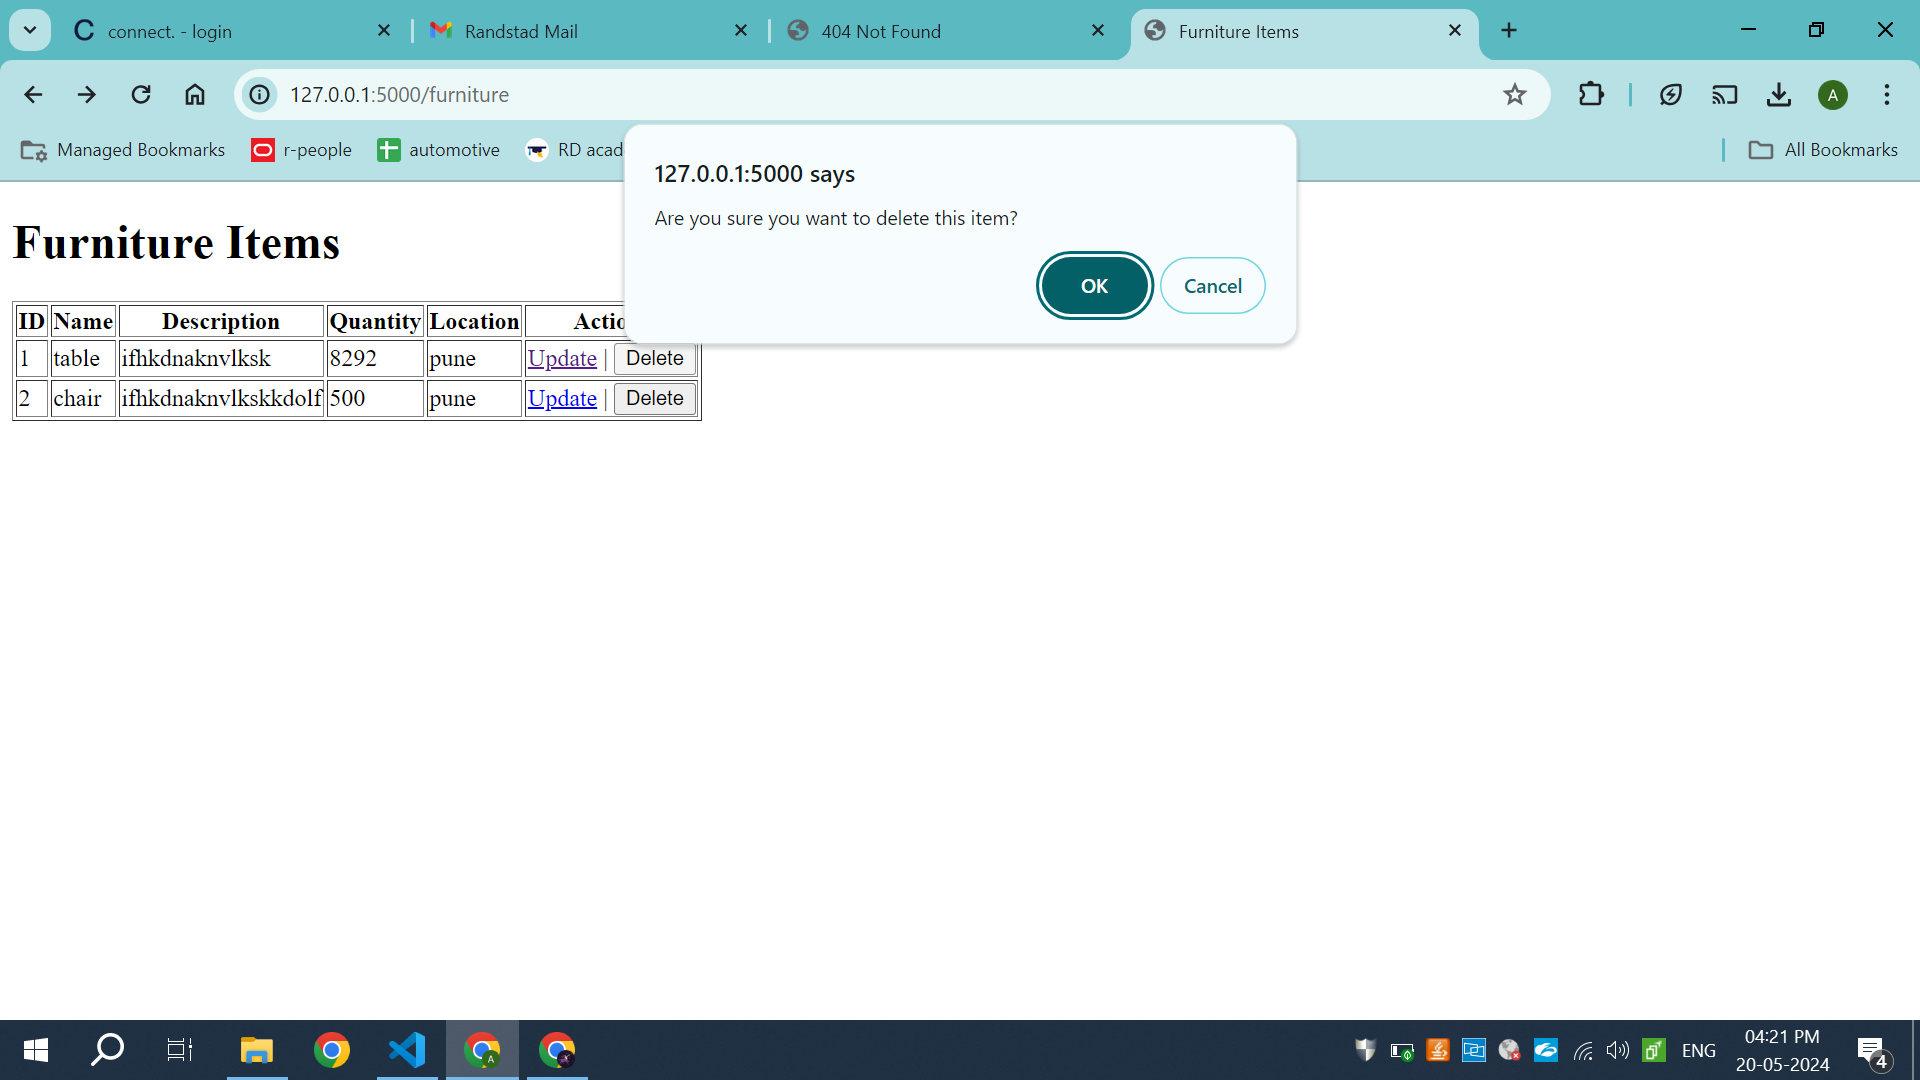 connect. - login
Randstad Mail
404 Not Found
Furniture Items
127.0.0.1:5000/furniture
A
Managed Bookmarks
r-people
automotive
RD acad
All Bookmarks
127.0.0.1:5000 says
Are you sure you want to delete this item?
OK
Cancel
Furniture Items
ID Name Description Quantity Location Actio
1 table ifhkdnaknvlksk 8292 pune Update | Delete
2 chair ifhkdnaknvlkskkdolf 500 pune Update | Delete
A
ENG
04:21 PM
20-05-2024
4